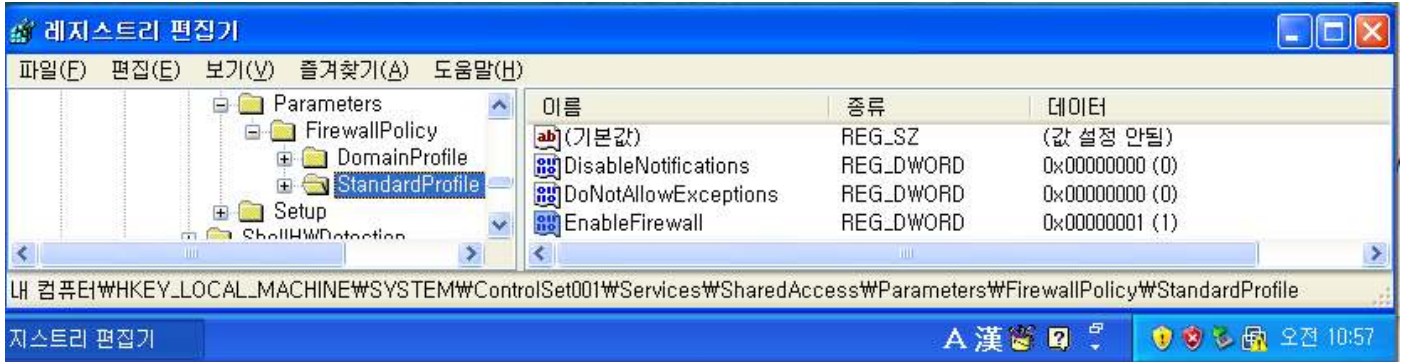 레지스트리 편집기
파일(F) 편집(E) 보기(V) 즐겨찾기(A) 도움말(H)
Parameters
FirewallPolicy
DomainProfile
StandardProfile
Setup
ShellHWDetection
이름 종류 데이터
(기본값) REG_SZ (값 설정 안됨)
DisableNotifications REG_DWORD 0x00000000 (0)
DoNotAllowExceptions REG_DWORD 0x00000000 (0)
EnableFirewall REG_DWORD 0x00000001 (1)
내 컴퓨터₩HKEY_LOCAL_MACHINE₩SYSTEM₩ControlSet001₩Services₩SharedAccess₩Parameters₩FirewallPolicy₩StandardProfile
지스트리 편집기 A 漢 오전 10:57